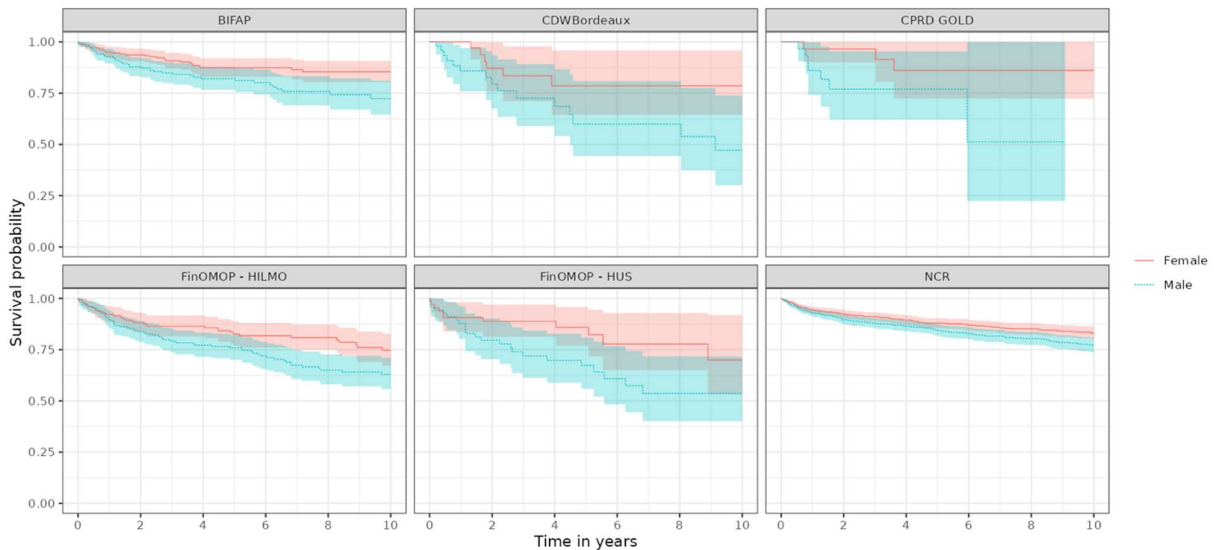 BIFAP
CDWBordeaux
CPRD GOLD
1.00
0.75
0.50
0.25
0.00
FinOMOP - HILMO
FinOMOP - HUS
NCR
1.00
0.75
0.50
0.25
0.00
0 2 4 6 8 10
0 2 4 6 8 10
0 2 4 6 8 10
Time in years
Survival probability
Female
Male